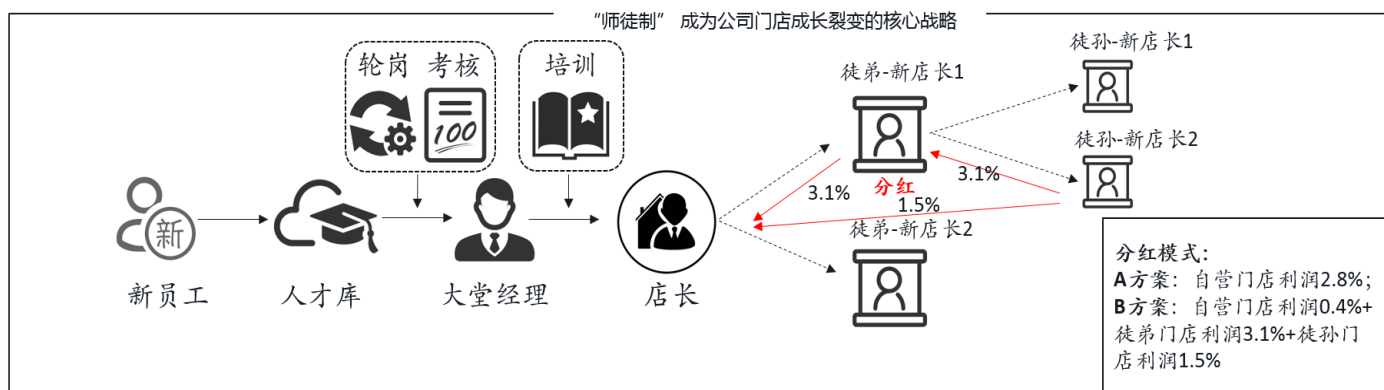 “师徒制” 成为公司门店成长裂变的核心战略
轮岗 考核
100
培训
新
新员工
人才库
大堂经理
店长
徒弟-新店长1
分红
3.1%
徒弟-新店长2
徒孙-新店长1
徒孙-新店长2
3.1%
1.5%
分红模式：
A方案：自营门店利润2.8%；
B方案：自营门店利润0.4%+
徒弟门店利润3.1%+徒孙门
店利润1.5%